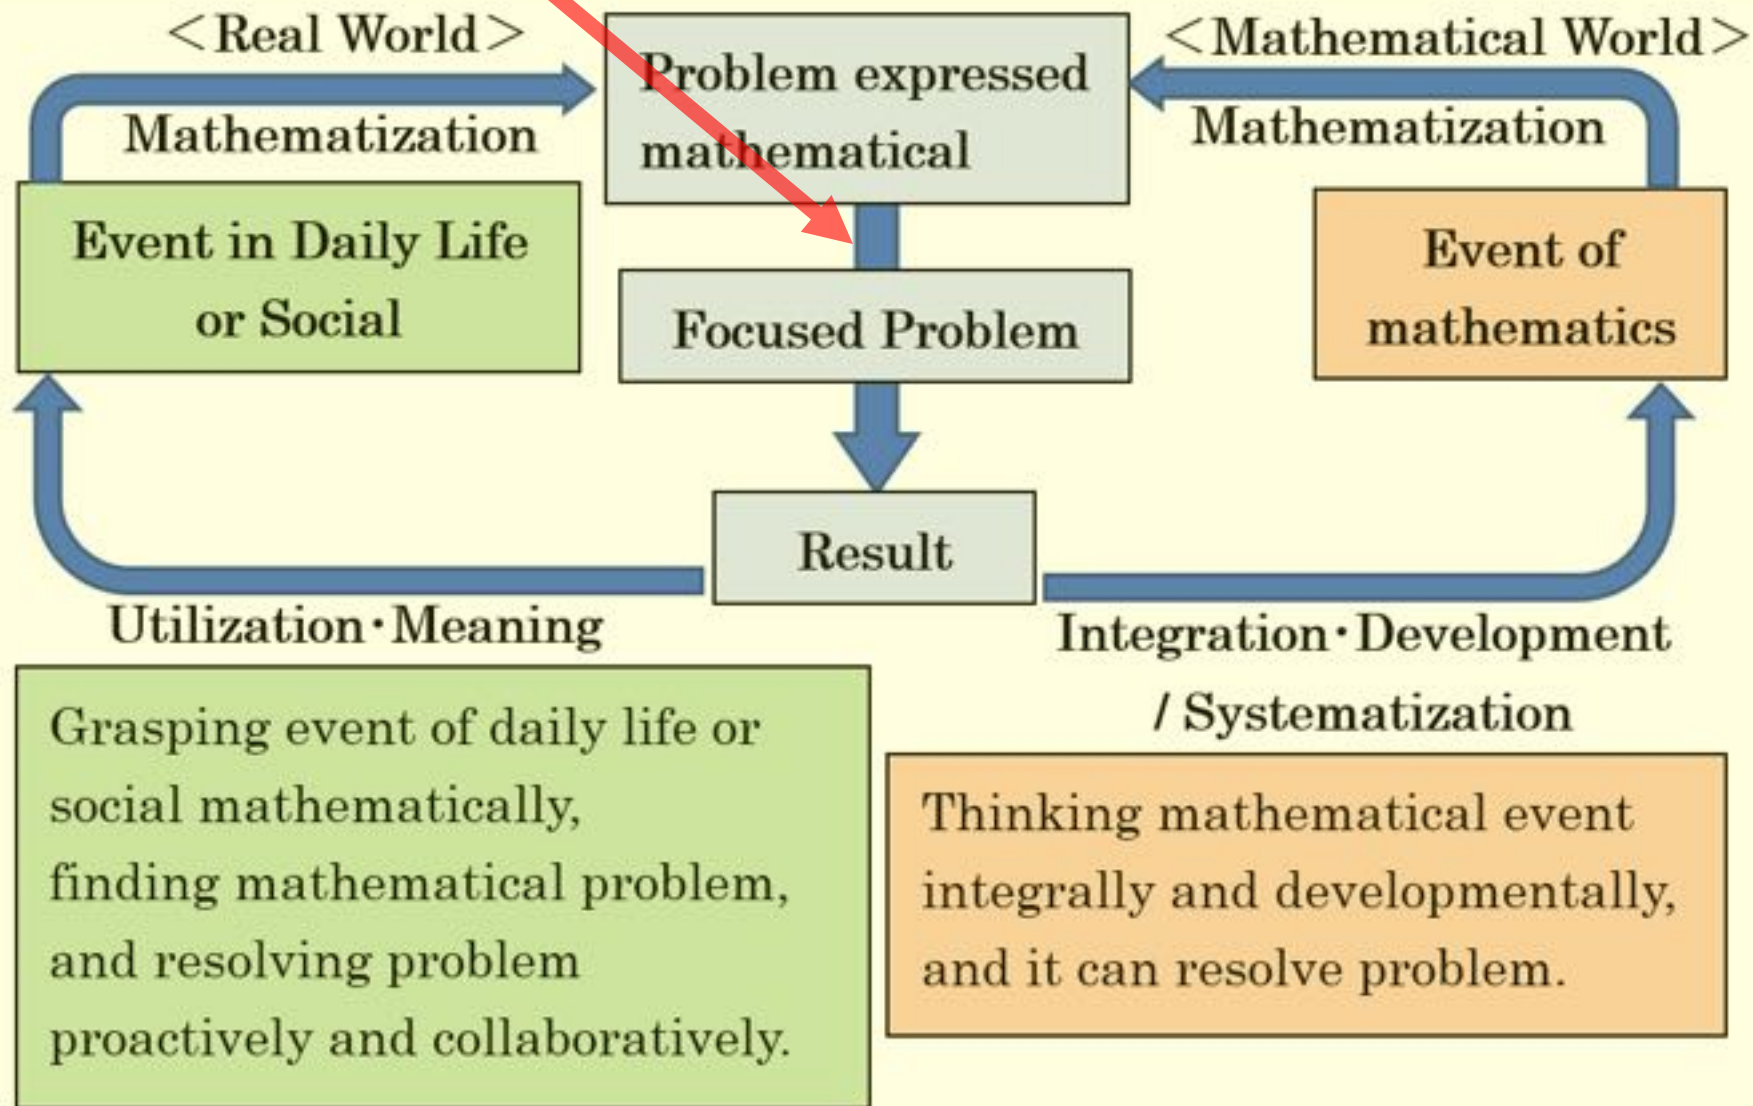 <Real World>
Mathematization
Problem expressed
mathematical
<Mathematical World>
Mathematization
Event in Daily Life
or Social
Focused Problem
Event of
mathematics
Result
Utilization・Meaning
Integration・Development
/ Systematization
Grasping event of daily life or
social mathematically,
finding mathematical problem,
and resolving problem
proactively and collaboratively.
Thinking mathematical event
integrally and developmentally,
and it can resolve problem.